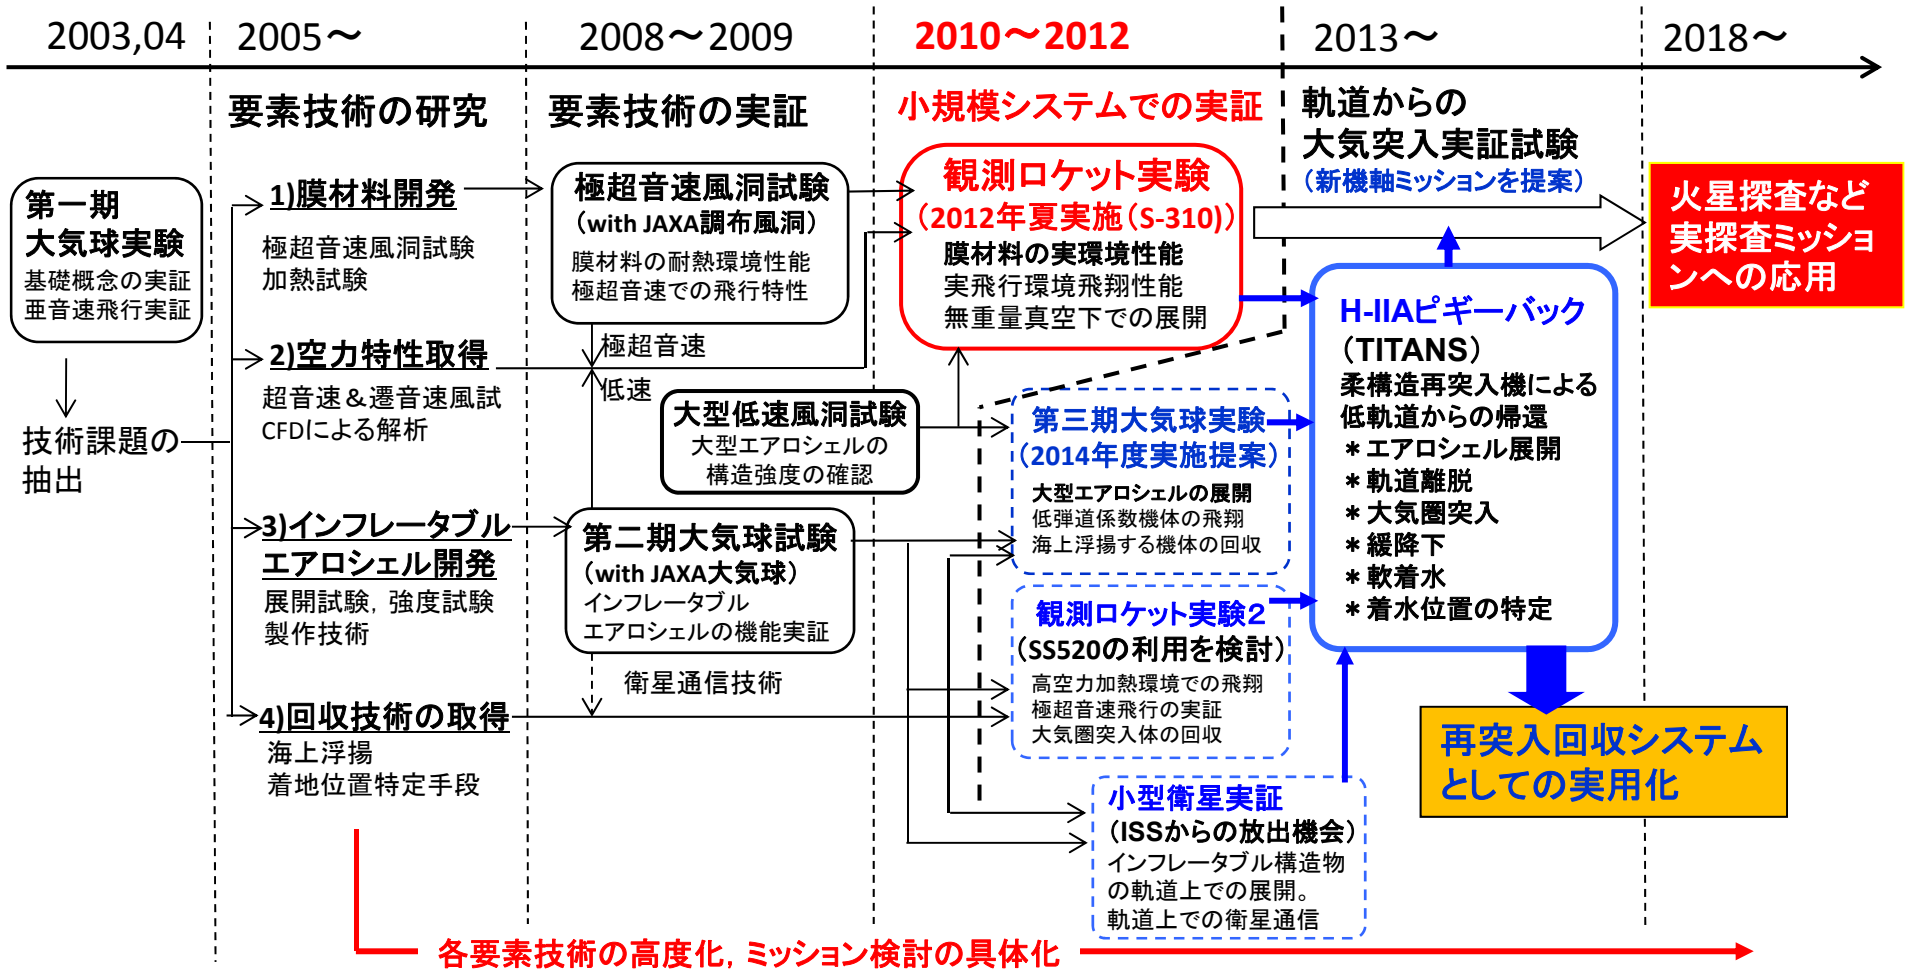 2003,04
2005～
2008～2009
2010～2012
2013～
2018～
要素技術の研究
要素技術の実証
小規模システムでの実証
軌道からの
大気突入実証試験
（新機軸ミッションを提案）
第一期
大気球実験
基礎概念の実証
亜音速飛行実証
技術課題の
抽出
1)膜材料開発
極超音速風洞試験
加熱試験
2)空力特性取得
超音速＆遷音速風試
CFDによる解析
3)インフレータブル
エアロシェル開発
展開試験，強度試験
製作技術
4)回収技術の取得
海上浮揚
着地位置特定手段
極超音速風洞試験
（with JAXA調布風洞）
膜材料の耐熱環境性能
極超音速での飛行特性
極超音速
低速
大型低速風洞試験
大型エアロシェルの
構造強度の確認
第二期大気球試験
（with JAXA大気球）
インフレータブル
エアロシェルの機能実証
衛星通信技術
観測ロケット実験
（2012年夏実施（S-310)）
膜材料の実環境性能
実飛行環境飛翔性能
無重量真空下での展開
第三期大気球実験
（2014年度実施提案）
大型エアロシェルの展開
低弾道係数機体の飛翔
海上浮揚する機体の回収
観測ロケット実験２
（SS520の利用を検討）
高空力加熱環境での飛翔
極超音速飛行の実証
大気圏突入体の回収
小型衛星実証
（ISSからの放出機会）
インフレータブル構造物
の軌道上での展開。
軌道上での衛星通信
H-IIAピギーバック
（TITANS）
柔構造再突入機による
低軌道からの帰還
＊エアロシェル展開
＊軌道離脱
＊大気圏突入
＊緩降下
＊軟着水
＊着水位置の特定
火星探査など
実探査ミッショ
ンへの応用
再突入回収システム
としての実用化
各要素技術の高度化，ミッション検討の具体化